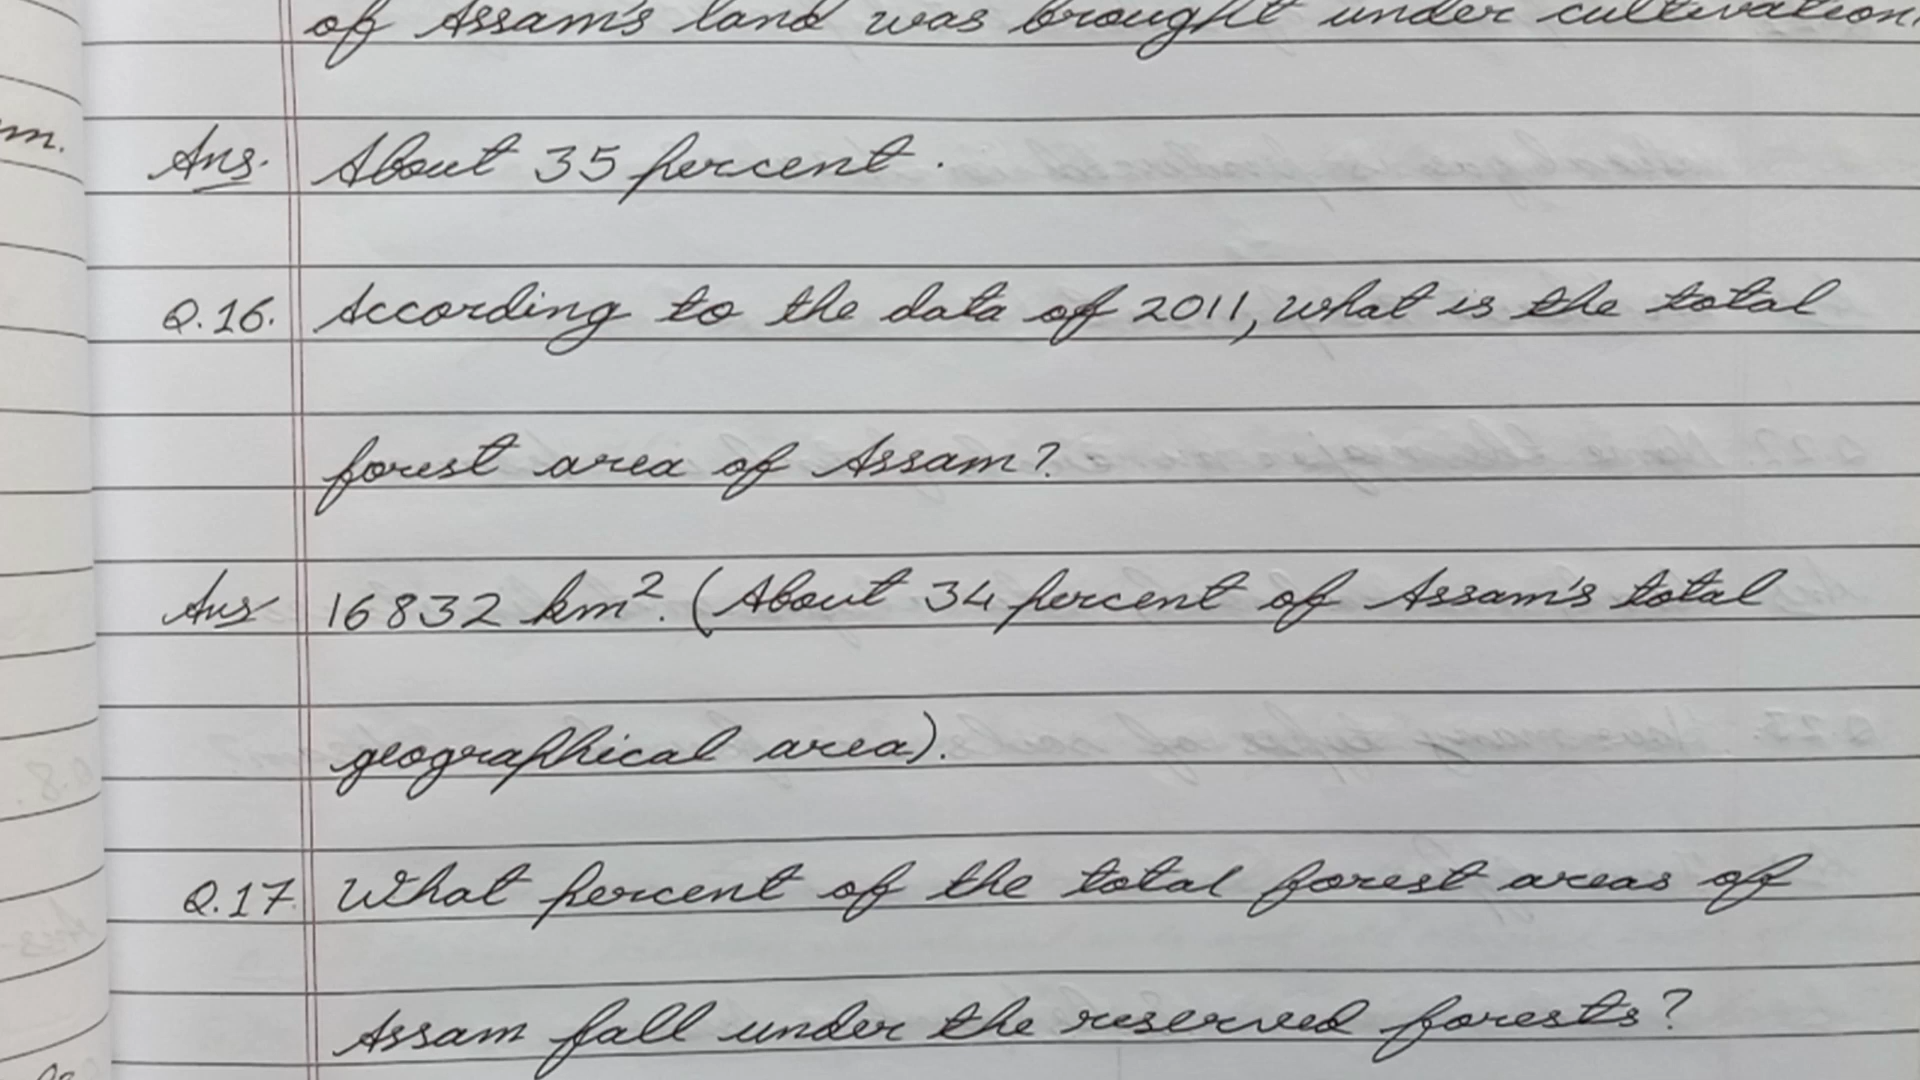 of Assam's land was brought under cultivation.
m.
Ans. About 35 percent.
Q.16. According to the data of 2011, what is the total
forest area of Assam?
Ans 16832 km². (About 34 percent of Assam's total
geographical area).
Q.17. What percent of the total forest areas of
Assam fall under the reserved forests?